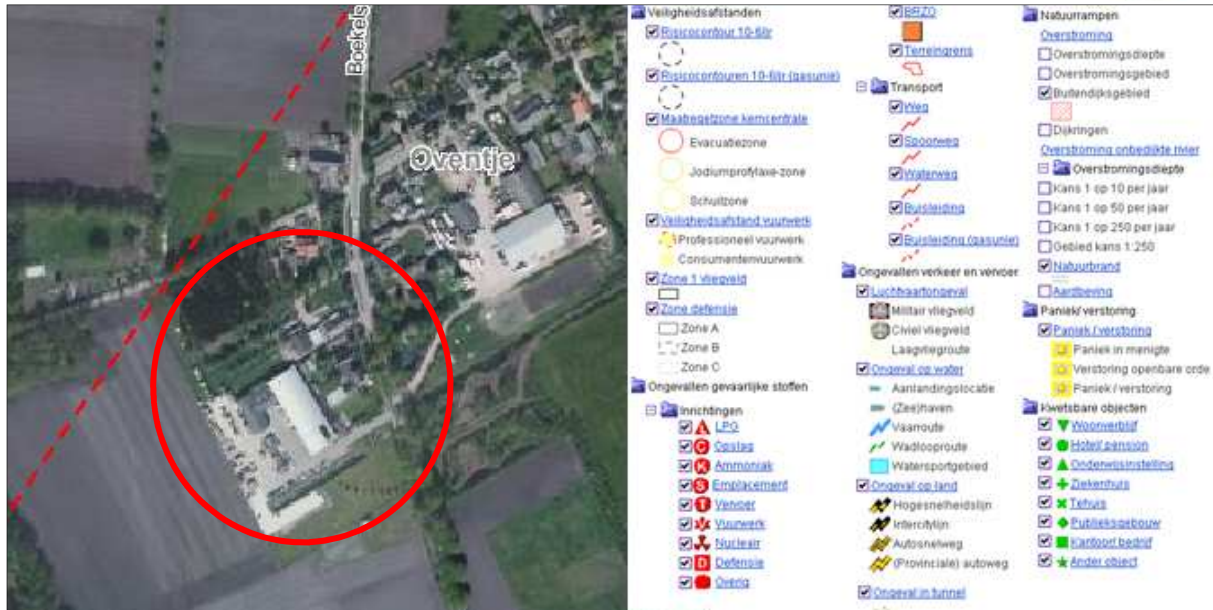 Boekels
Oventje
Veiligheidsafstanden
Risicocontour 10-6/jr
Risicocontouren 10-6/jr (gasunie)
Maatregelzone kerncentrale
Evacuatiezone
Jodiumprofylaxe-zone
Schuilzone
Veiligheidsafstand vuurwerk
Professioneel vuurwerk
Consumentenvuurwerk
Zone 1 vliegveld
Zone defensie
Zone A
Zone B
Zone C
Ongevallen gevaarlijke stoffen
Inrichtingen
A LPG
C Opslag
K Ammoniak
S Emplacement
T Vervoer
Vuurwerk
Nucleair
D Defensie
Overig
BRZO
Terreingrens
Transport
Weg
Spoorweg
Waterweg
Buisleiding
Buisleiding (gasunie)
Ongevallen verkeer en vervoer
Luchtvaartongeval
Militair vliegveld
Civiel vliegveld
Laagvliegroute
Ongeval op water
Aanlandingslocatie
(Zee)haven
Vaarroute
Wadlooproute
Watersportgebied
Ongeval op land
Hogesnelheidslijn
Intercitylijn
Autosnelweg
(Provinciale) autoweg
Ongeval in tunnel
Natuurrampen
Overstroming
Overstromingsdiepte
Overstromingsgebied
Buitendijksgebied
Dijkringen
Overstroming onbedijkte rivier
Overstromingsdiepte
Kans 1 op 10 per jaar
Kans 1 op 50 per jaar
Kans 1 op 250 per jaar
Gebied kans 1:250
Natuurbrand
Aardbeving
Paniek/verstoring
Paniek / verstoring
Paniek in menigte
Verstoring openbare orde
Paniek / verstoring
Kwetsbare objecten
Woonverblijf
Hotel/ pension
Onderwijsinstelling
Ziekenhuis
Tehuis
Publieksgebouw
Kantoor/ bedrijf
Ander object